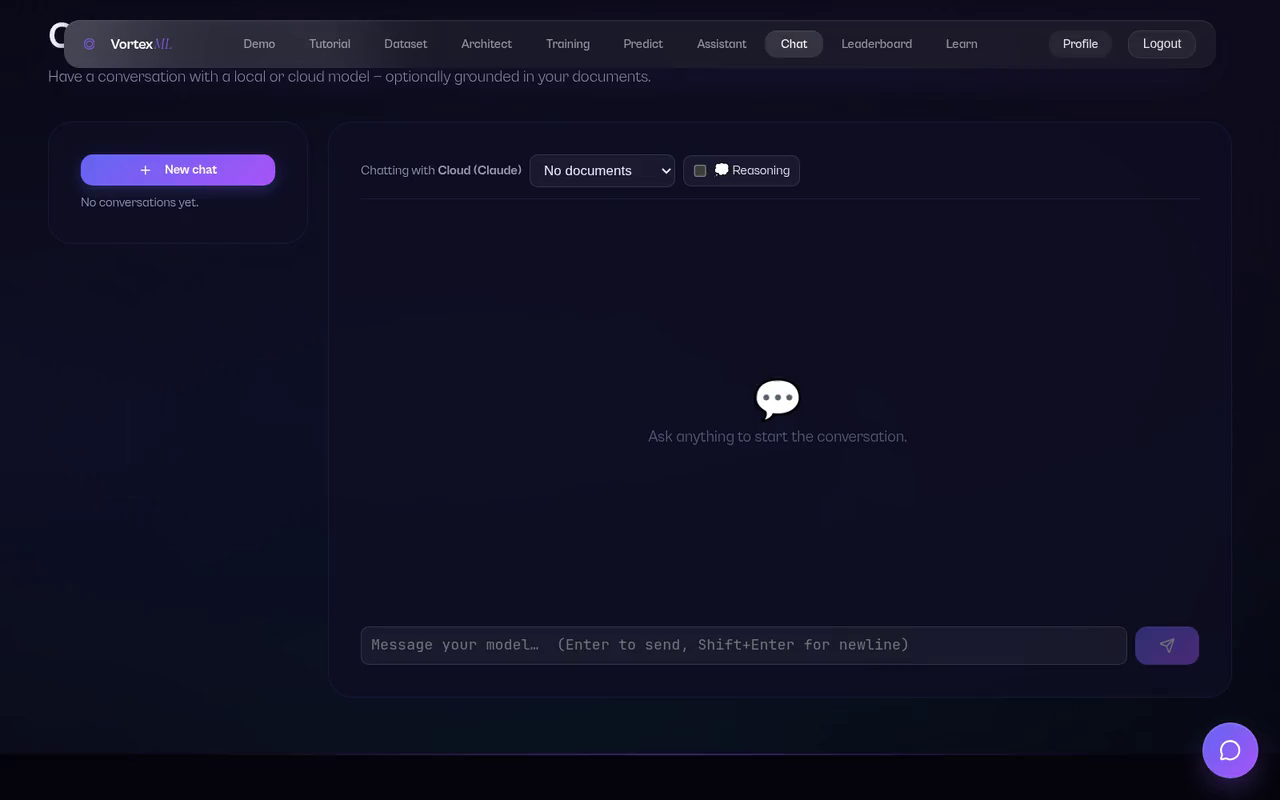 VortexML
Demo
Tutorial
Dataset
Architect
Training
Predict
Assistant
Chat
Leaderboard
Learn
Profile
Logout
Have a conversation with a local or cloud model – optionally grounded in your documents.
+ New chat
No conversations yet.
Chatting with Cloud (Claude)
No documents
💭 Reasoning
Ask anything to start the conversation.
Message your model… (Enter to send, Shift+Enter for newline)